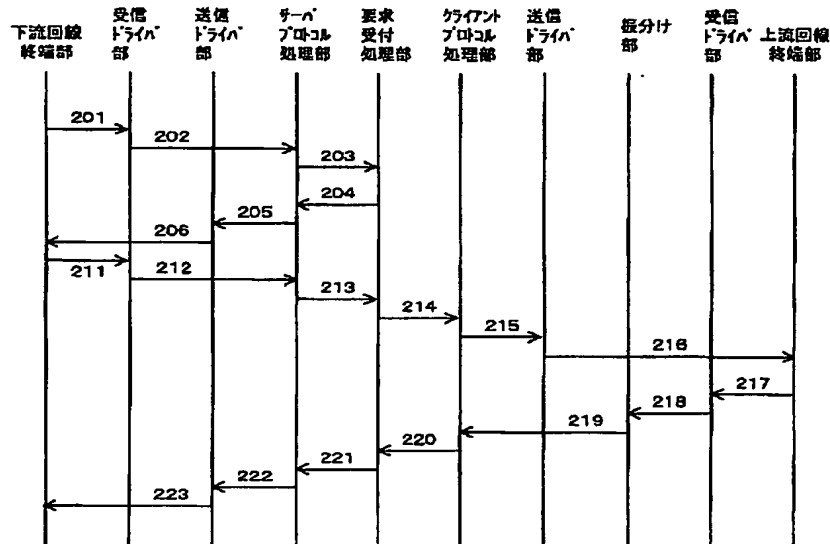 下流回線
終端部
受信
ﾄﾞﾗｲﾊﾞ
部
送信
ﾄﾞﾗｲﾊﾞ
部
ｻｰﾊﾞ
ﾌﾟﾛﾄｺﾙ
処理部
要求
受付
処理部
ｸﾗｲｱﾝﾄ
ﾌﾟﾛﾄｺﾙ
処理部
送信
ﾄﾞﾗｲﾊﾞ
部
振分け
部
受信
ﾄﾞﾗｲﾊﾞ
部
上流回線
終端部
201
202
203
204
205
206
211
212
213
214
215
216
217
218
219
220
221
222
223